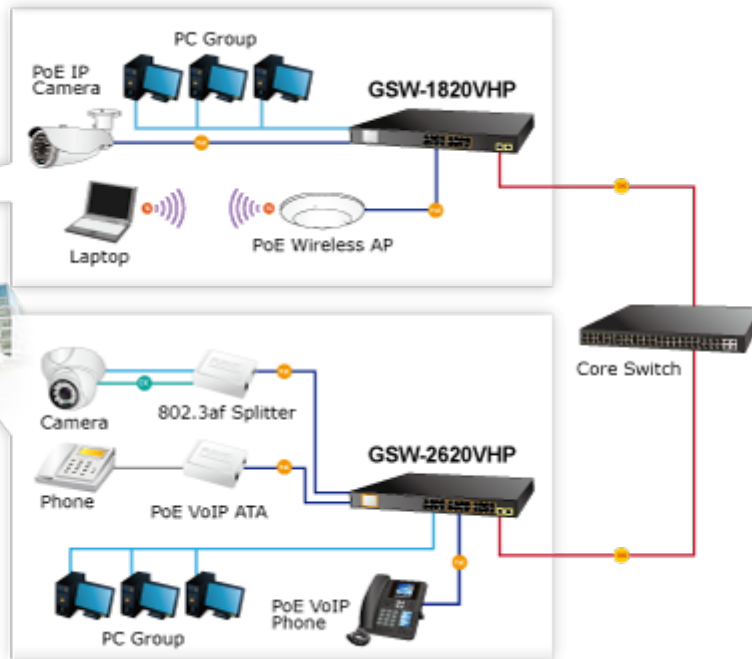 PC Group
PoE IP
Camera
GSW-1820VHP
Laptop
PoE Wireless AP
Core Switch
Camera
802.3af Splitter
GSW-2620VHP
Phone
PoE VoIP ATA
PC Group
PoE VoIP
Phone